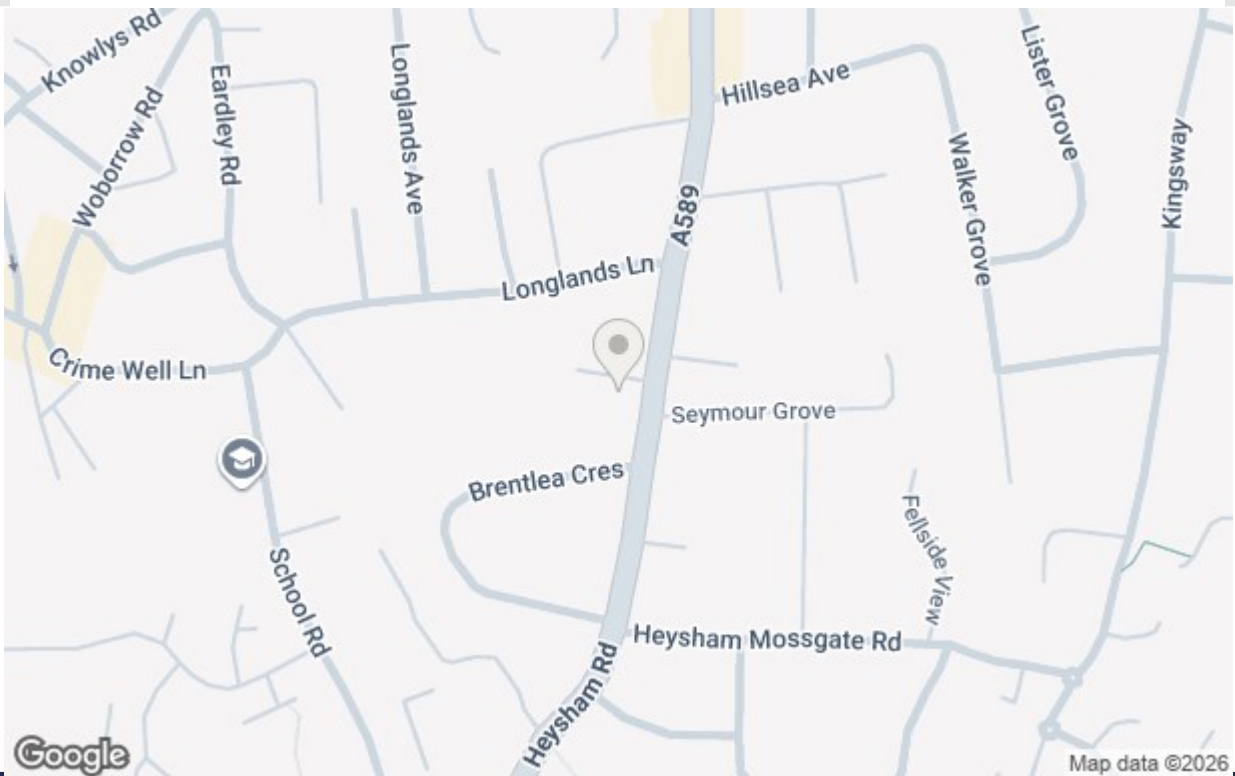 Knowlys Rd
Woborrow Rd
Eardley Rd
Longlands Ave
Hillsea Ave
Lister Grove
Kingsway
Walker Grove
A589
Longlands Ln
Crime Well Ln
Seymour Grove
Brentlea Cres
Fellside View
School Rd
Heysham Mossgate Rd
Heysham Rd
Google
Map data ©2026